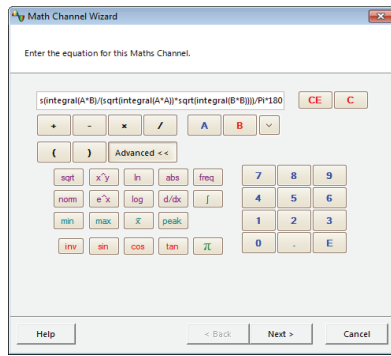 Math Channel Wizard
Enter the equation for this Maths Channel.
s(integral(A*B)/(sqrt(integral(A*A))*sqrt(integral(B*B))))/Pi*180 CE C
+ - × / A B
( ) Advanced <<
sqrt x^y ln abs freq 7 8 9
norm e^x log d/dx ∫ 4 5 6
min max x̄ peak 1 2 3
inv sin cos tan π 0 . E
Help < Back Next > Cancel